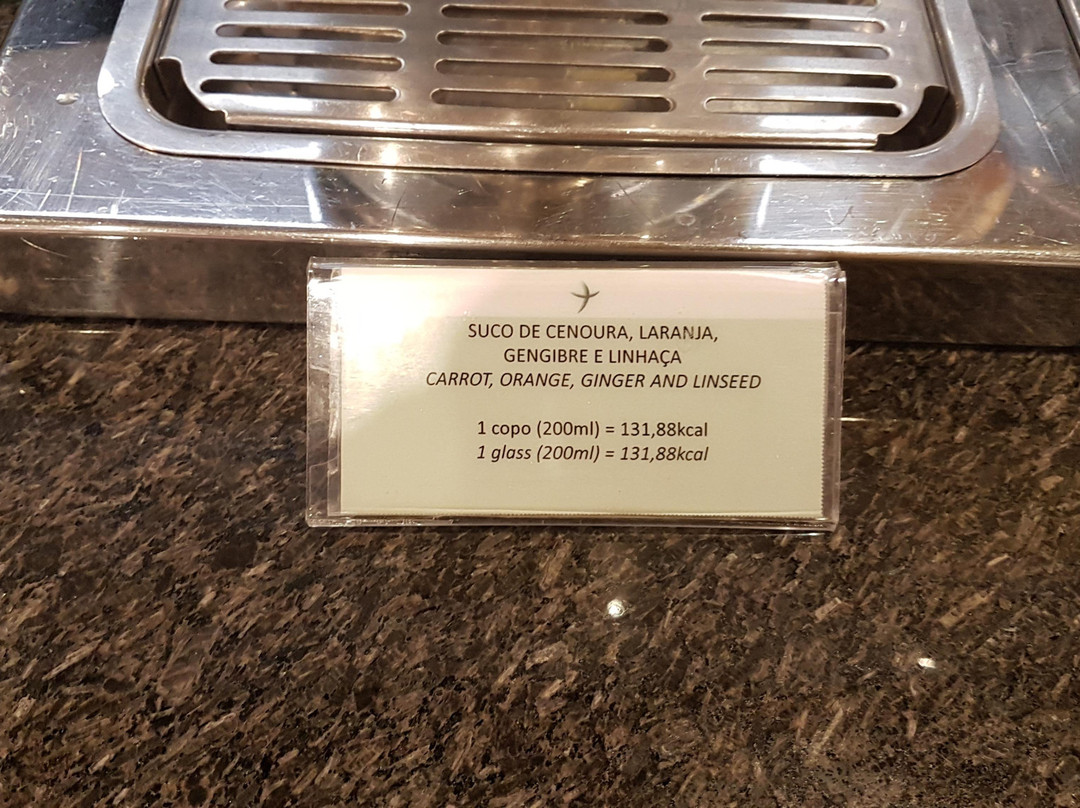 SUCO DE CENOURA, LARANJA,
GENGIBRE E LINHAÇA
CARROT, ORANGE, GINGER AND LINSEED
1 copo (200ml) = 131,88kcal
1 glass (200ml) = 131,88kcal